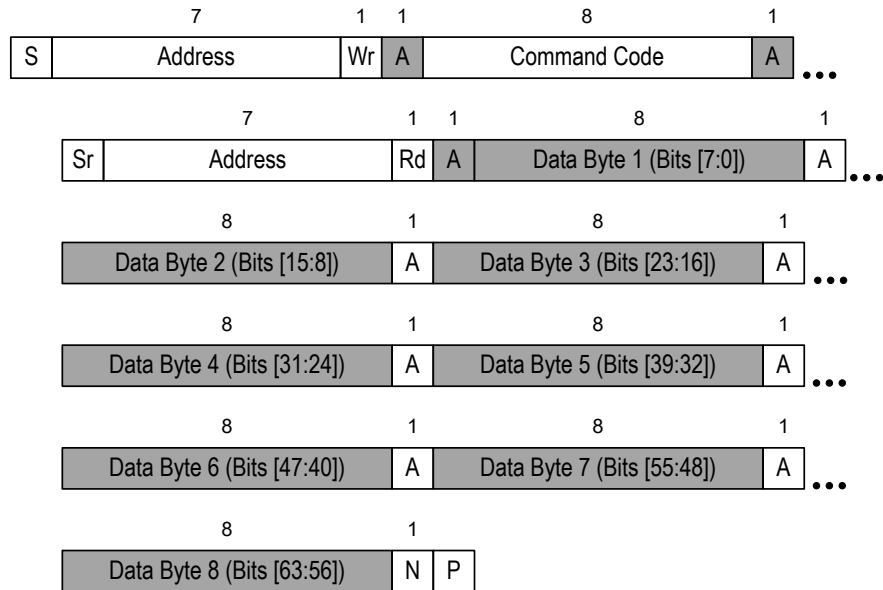 7 1 1 8 1
S Address Wr A Command Code A ...
7 1 1 8 1
Sr Address Rd A Data Byte 1 (Bits [7:0]) A ...
8 1 8 1
Data Byte 2 (Bits [15:8]) A Data Byte 3 (Bits [23:16]) A ...
8 1 8 1
Data Byte 4 (Bits [31:24]) A Data Byte 5 (Bits [39:32]) A ...
8 1 8 1
Data Byte 6 (Bits [47:40]) A Data Byte 7 (Bits [55:48]) A ...
8 1
Data Byte 8 (Bits [63:56]) N P